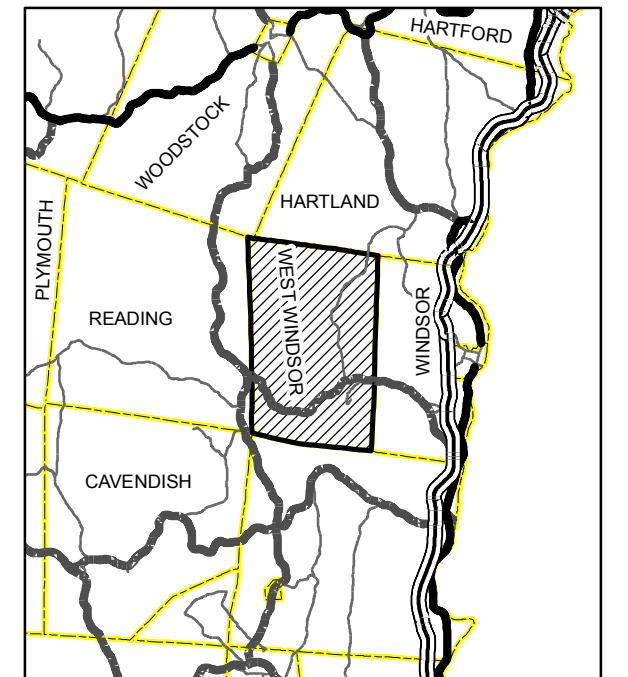 HARTFORD
WOODSTOCK
HARTLAND
PLYMOUTH
WEST WINDSOR
WINDSOR
READING
CAVENDISH